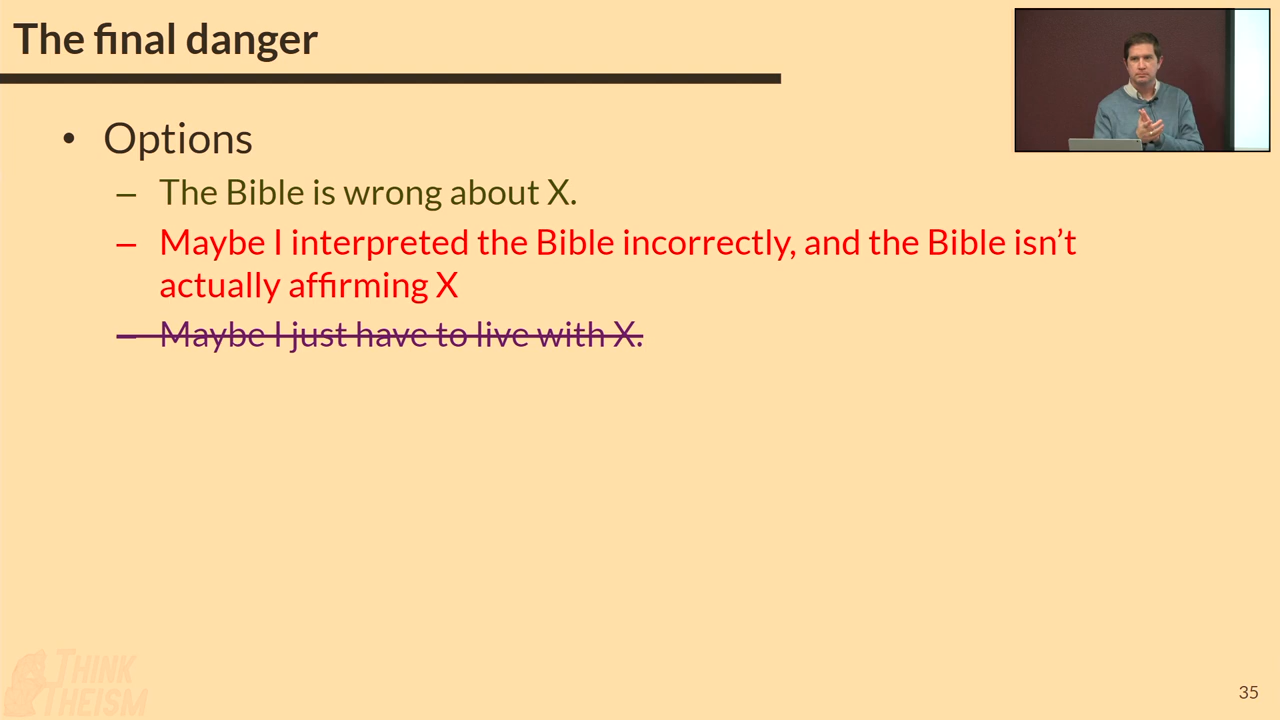 The final danger
• Options
– The Bible is wrong about X.
– Maybe I interpreted the Bible incorrectly, and the Bible isn’t
actually affirming X
– Maybe I just have to live with X.
THINK
THEISM
35